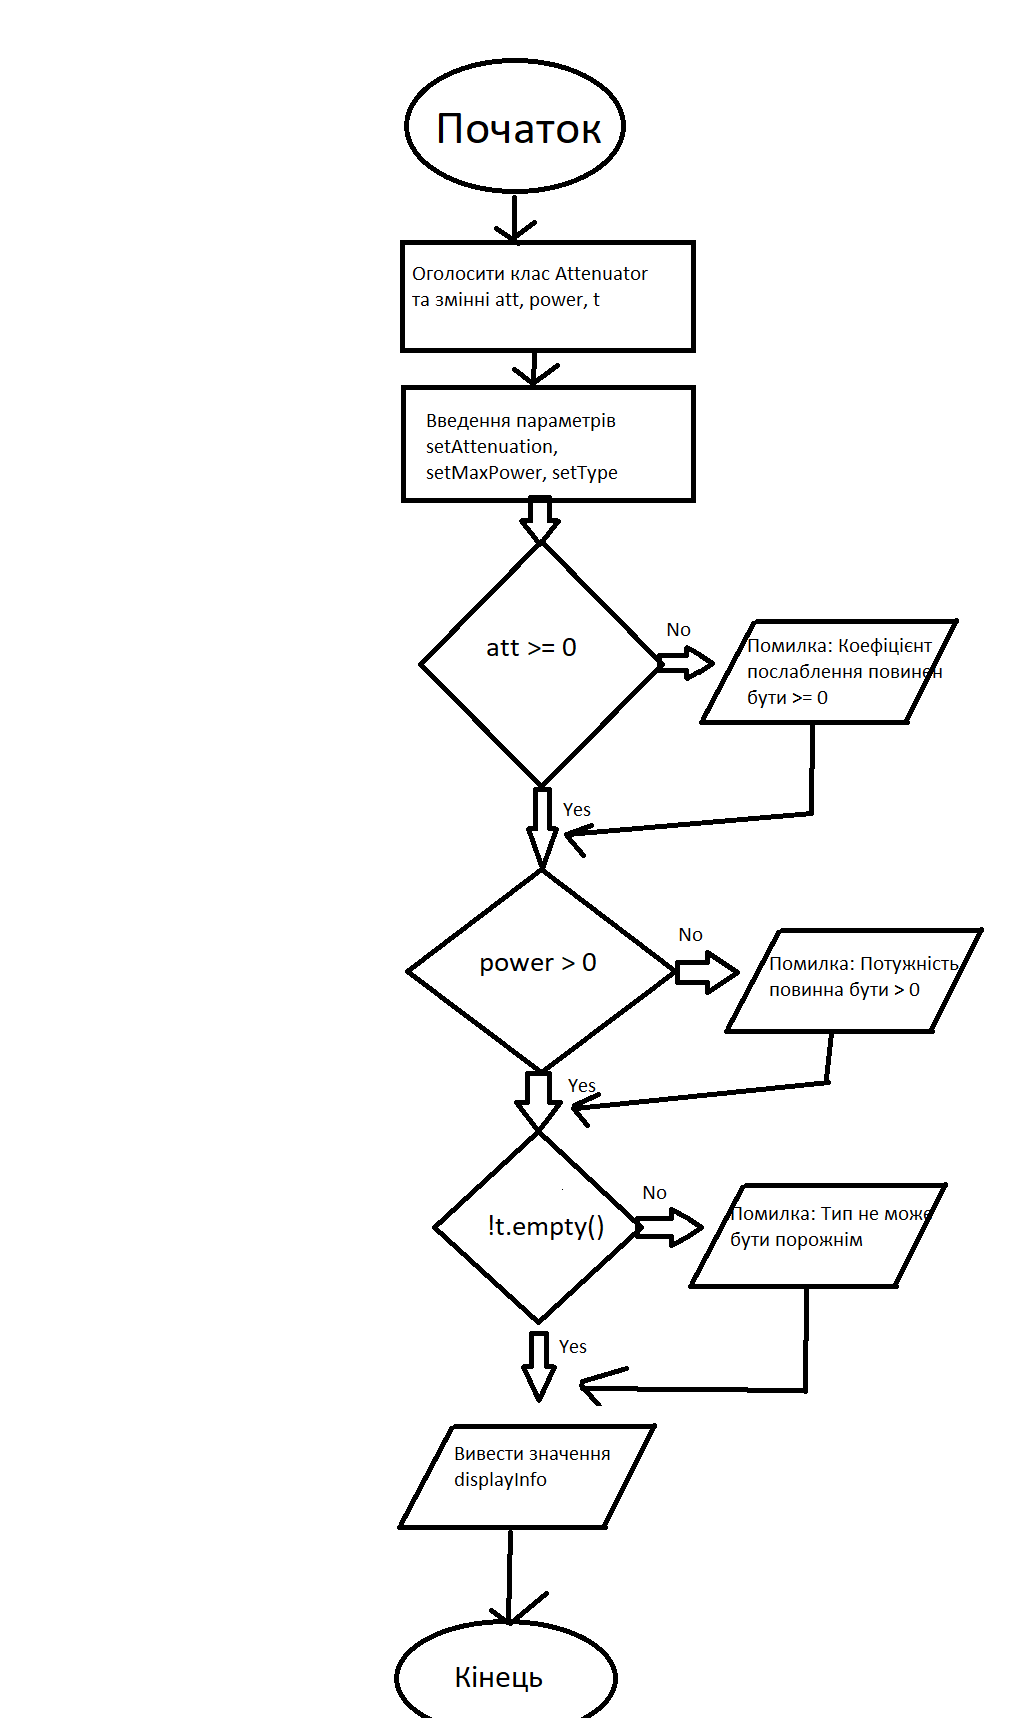 Початок
Оголосити клас Attenuator
та змінні att, power, t
Введення параметрів
setAttenuation,
setMaxPower, setType
att >= 0
No
Помилка: Коефіцієнт
послаблення повинен
бути >= 0
Yes
power > 0
No
Помилка: Потужність
повинна бути > 0
Yes
!t.empty()
No
Помилка: Тип не може
бути порожнім
Yes
Вивести значення
displayInfo
Кінець